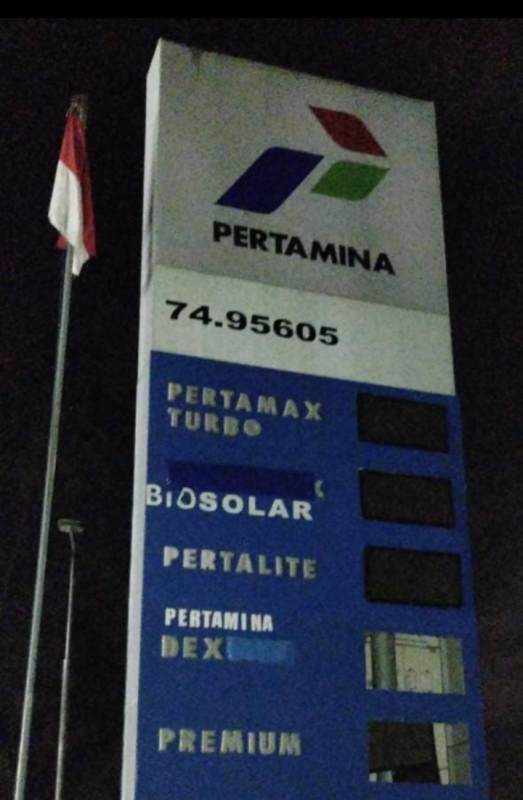 PERTAMINA
74.95605
PERTAMAX
TURBO
BIOSOLAR
PERTALITE
PERTAMINA
DEX
PREMIUM